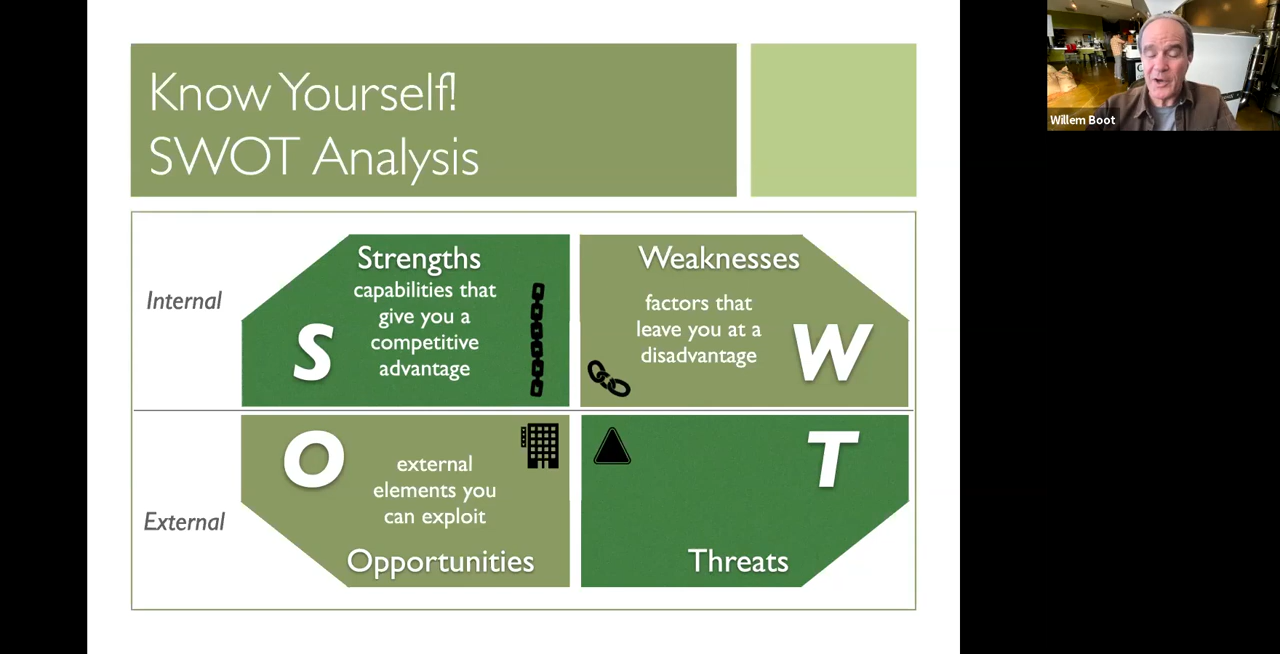 Know Yourself!
SWOT Analysis
Willem Boot
Internal
Strengths
capabilities that
give you a
competitive
advantage
S
Weaknesses
factors that
leave you at a
disadvantage
W
External
O
external
elements you
can exploit
Opportunities
T
Threats